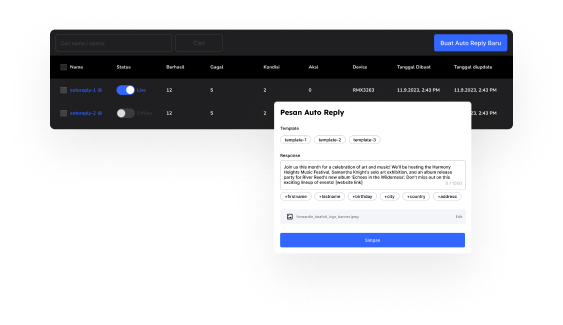 Cari nama / nomor
Cari
Buat Auto Reply Baru
Name Status Berhasil Gagal Kondisi Aksi Device Tanggal Dibuat Tanggal diupdate
autoreply-1 Live 12 5 2 0 RMX3263 11.9.2023, 2:43 PM 11.9.2023, 2:43 PM
autoreply-2 Offline 12 5 2 2023, 2:43 PM
Pesan Auto Reply
Template
template-1 template-2 template-3
Response
Join us this month for a celebration of art and music! We'll be hosting the Harmony
Heights Music Festival, Samantha Knight's solo art exhibition, and an album release
party for River Reed's new album 'Echoes in the Wilderness'. Don't miss out on this
exciting lineup of events! [website link]
0 / 1000
+firstname +lastname +birthday +city +country +address
Edit
Simpan